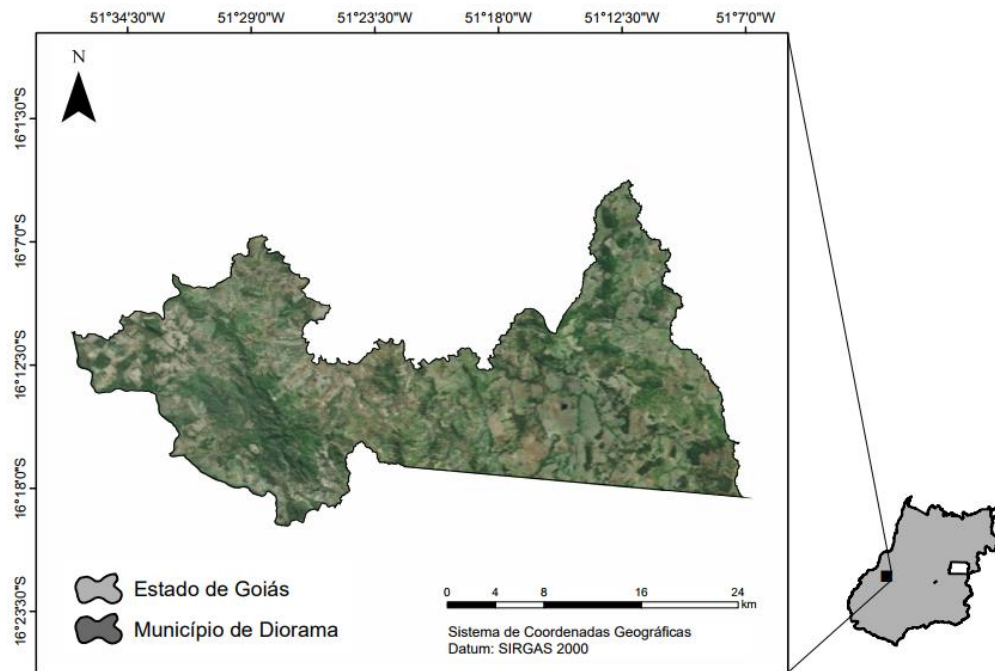 51°34'30"W 51°29'0"W 51°23'30"W 51°18'0"W 51°12'30"W 51°7'0"W
N
16°1'30"S
16°7'0"S
16°12'30"S
16°18'0"S
16°23'30"S
Estado de Goiás
Município de Diorama
0 4 8 16 24
km
Sistema de Coordenadas Geográficas
Datum: SIRGAS 2000